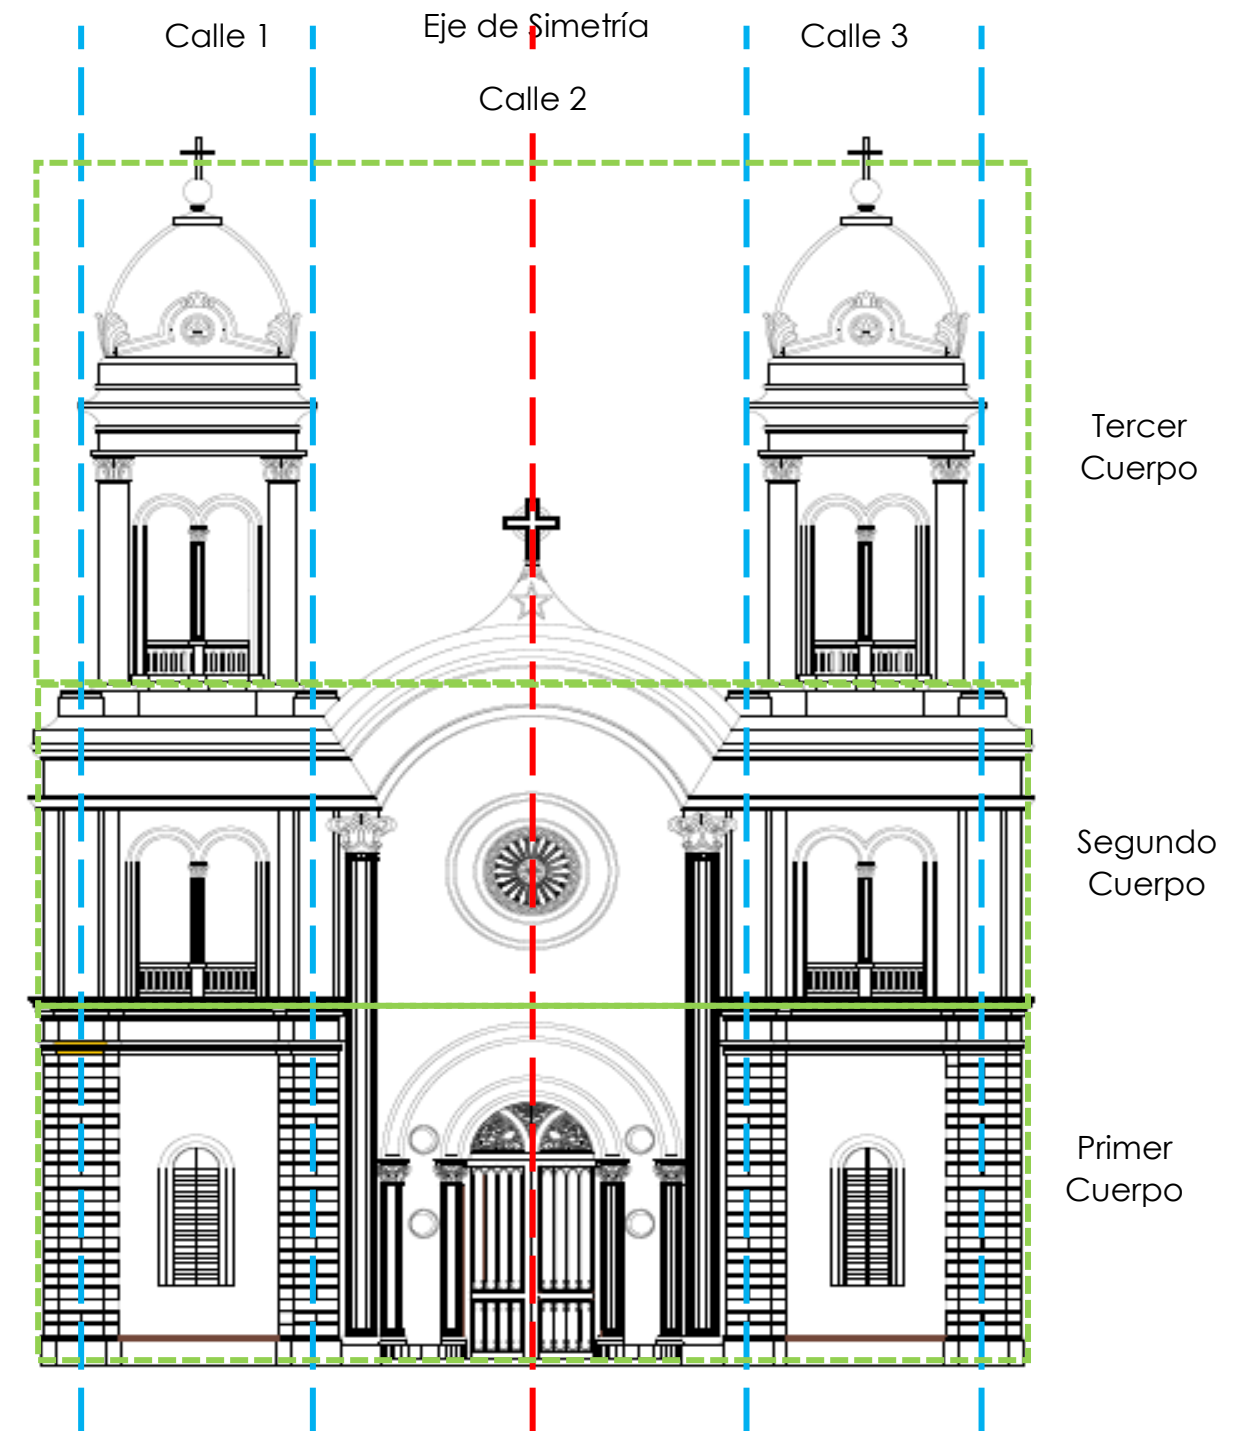 Eje de Simetría
Calle 1
Calle 3
Calle 2
Tercer
Cuerpo
Segundo
Cuerpo
Primer
Cuerpo